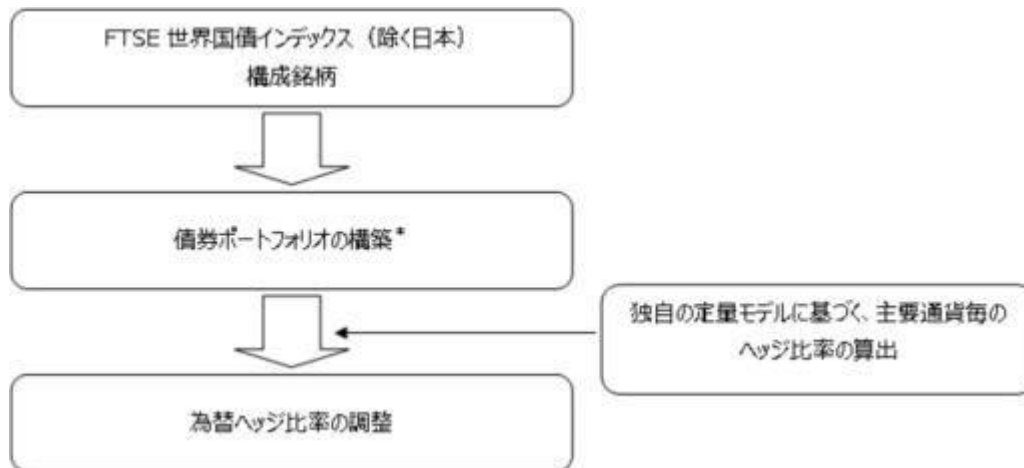 FTSE 世界国債インデックス（除く日本）
構成銘柄
債券ポートフォリオの構築*
独自の定量モデルに基づく、主要通貨毎の
ヘッジ比率の算出
為替ヘッジ比率の調整